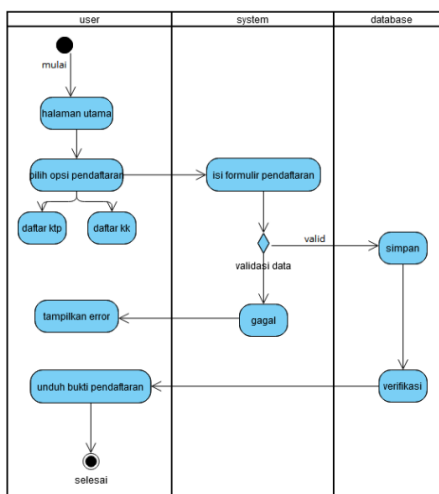 user
system
database
mulai
halaman utama
pilih opsi pendaftaran
isi formulir pendaftaran
daftar ktp
daftar kk
valid
simpan
validasi data
tampilkan error
gagal
unduh bukti pendaftaran
verifikasi
selesai